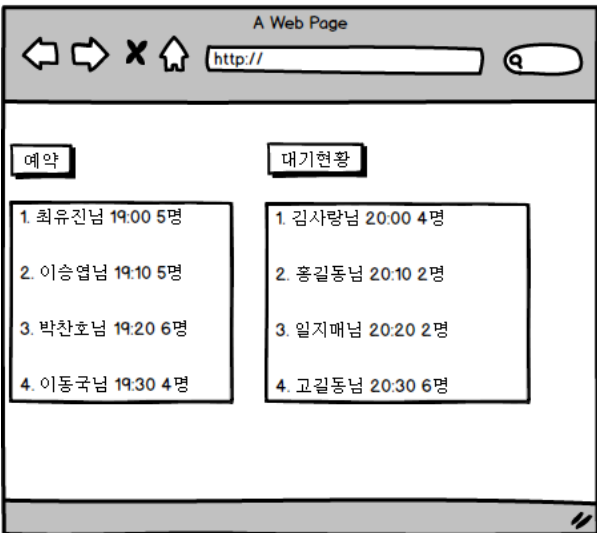 A Web Page
http://
예약
1. 최유진님 19:00 5명
2. 이승엽님 19:10 5명
3. 박찬호님 19:20 6명
4. 이동국님 19:30 4명
대기현황
1. 김사랑님 20:00 4명
2. 홍길동님 20:10 2명
3. 일지매님 20:20 2명
4. 고길동님 20:30 6명